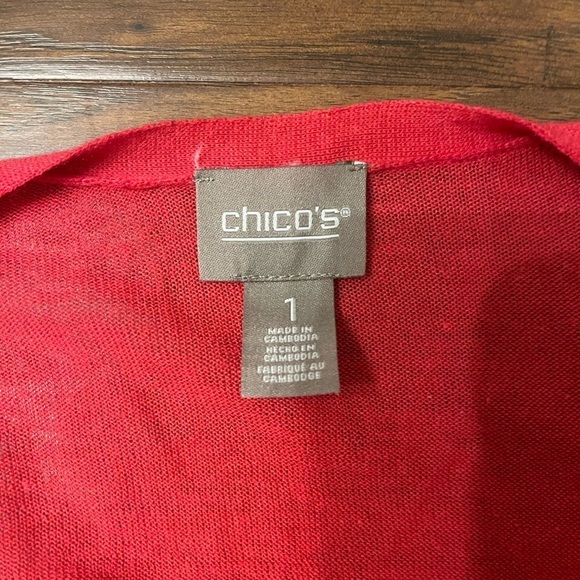 chico's®
1
MADE IN
CAMBODIA
HECHO EN
CAMBODIA
FABRIQUÉ AU
CAMBODGE